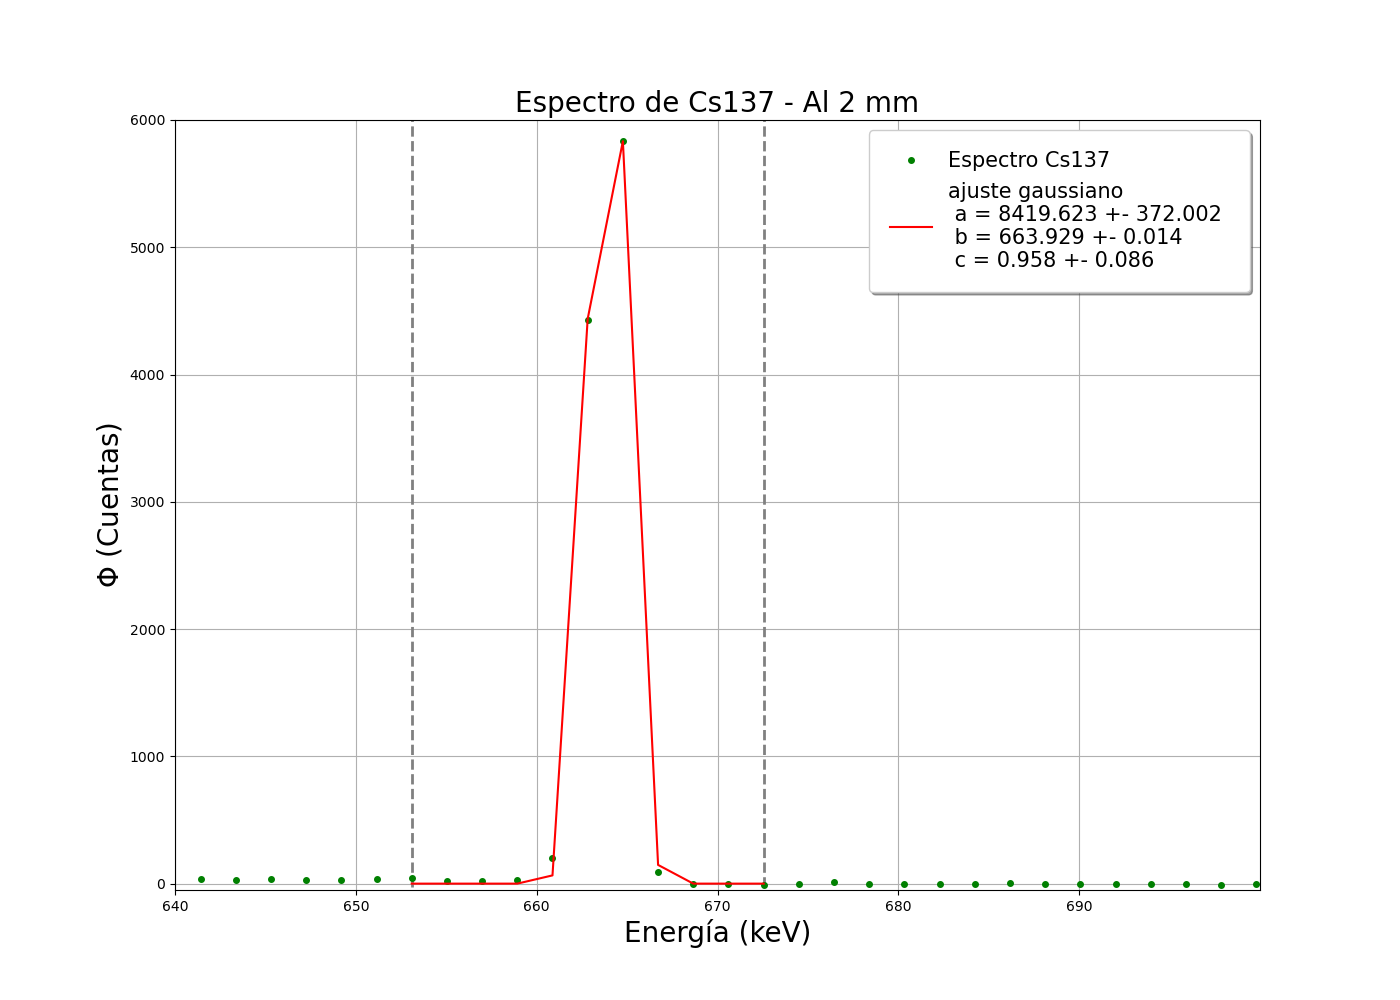 Espectro de Cs137 - Al 2 mm
Espectro Cs137
ajuste gaussiano
a = 8419.623 +- 372.002
b = 663.929 +- 0.014
c = 0.958 +- 0.086
6000
5000
4000
3000
2000
1000
0
Φ (Cuentas)
640 650 660 670 680 690
Energía (keV)